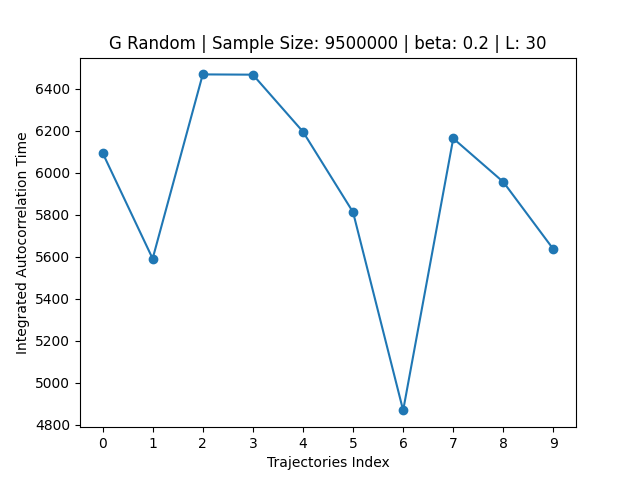 G Random | Sample Size: 9500000 | beta: 0.2 | L: 30
Integrated Autocorrelation Time
6400
6200
6000
5800
5600
5400
5200
5000
4800
0 1 2 3 4 5 6 7 8 9
Trajectories Index